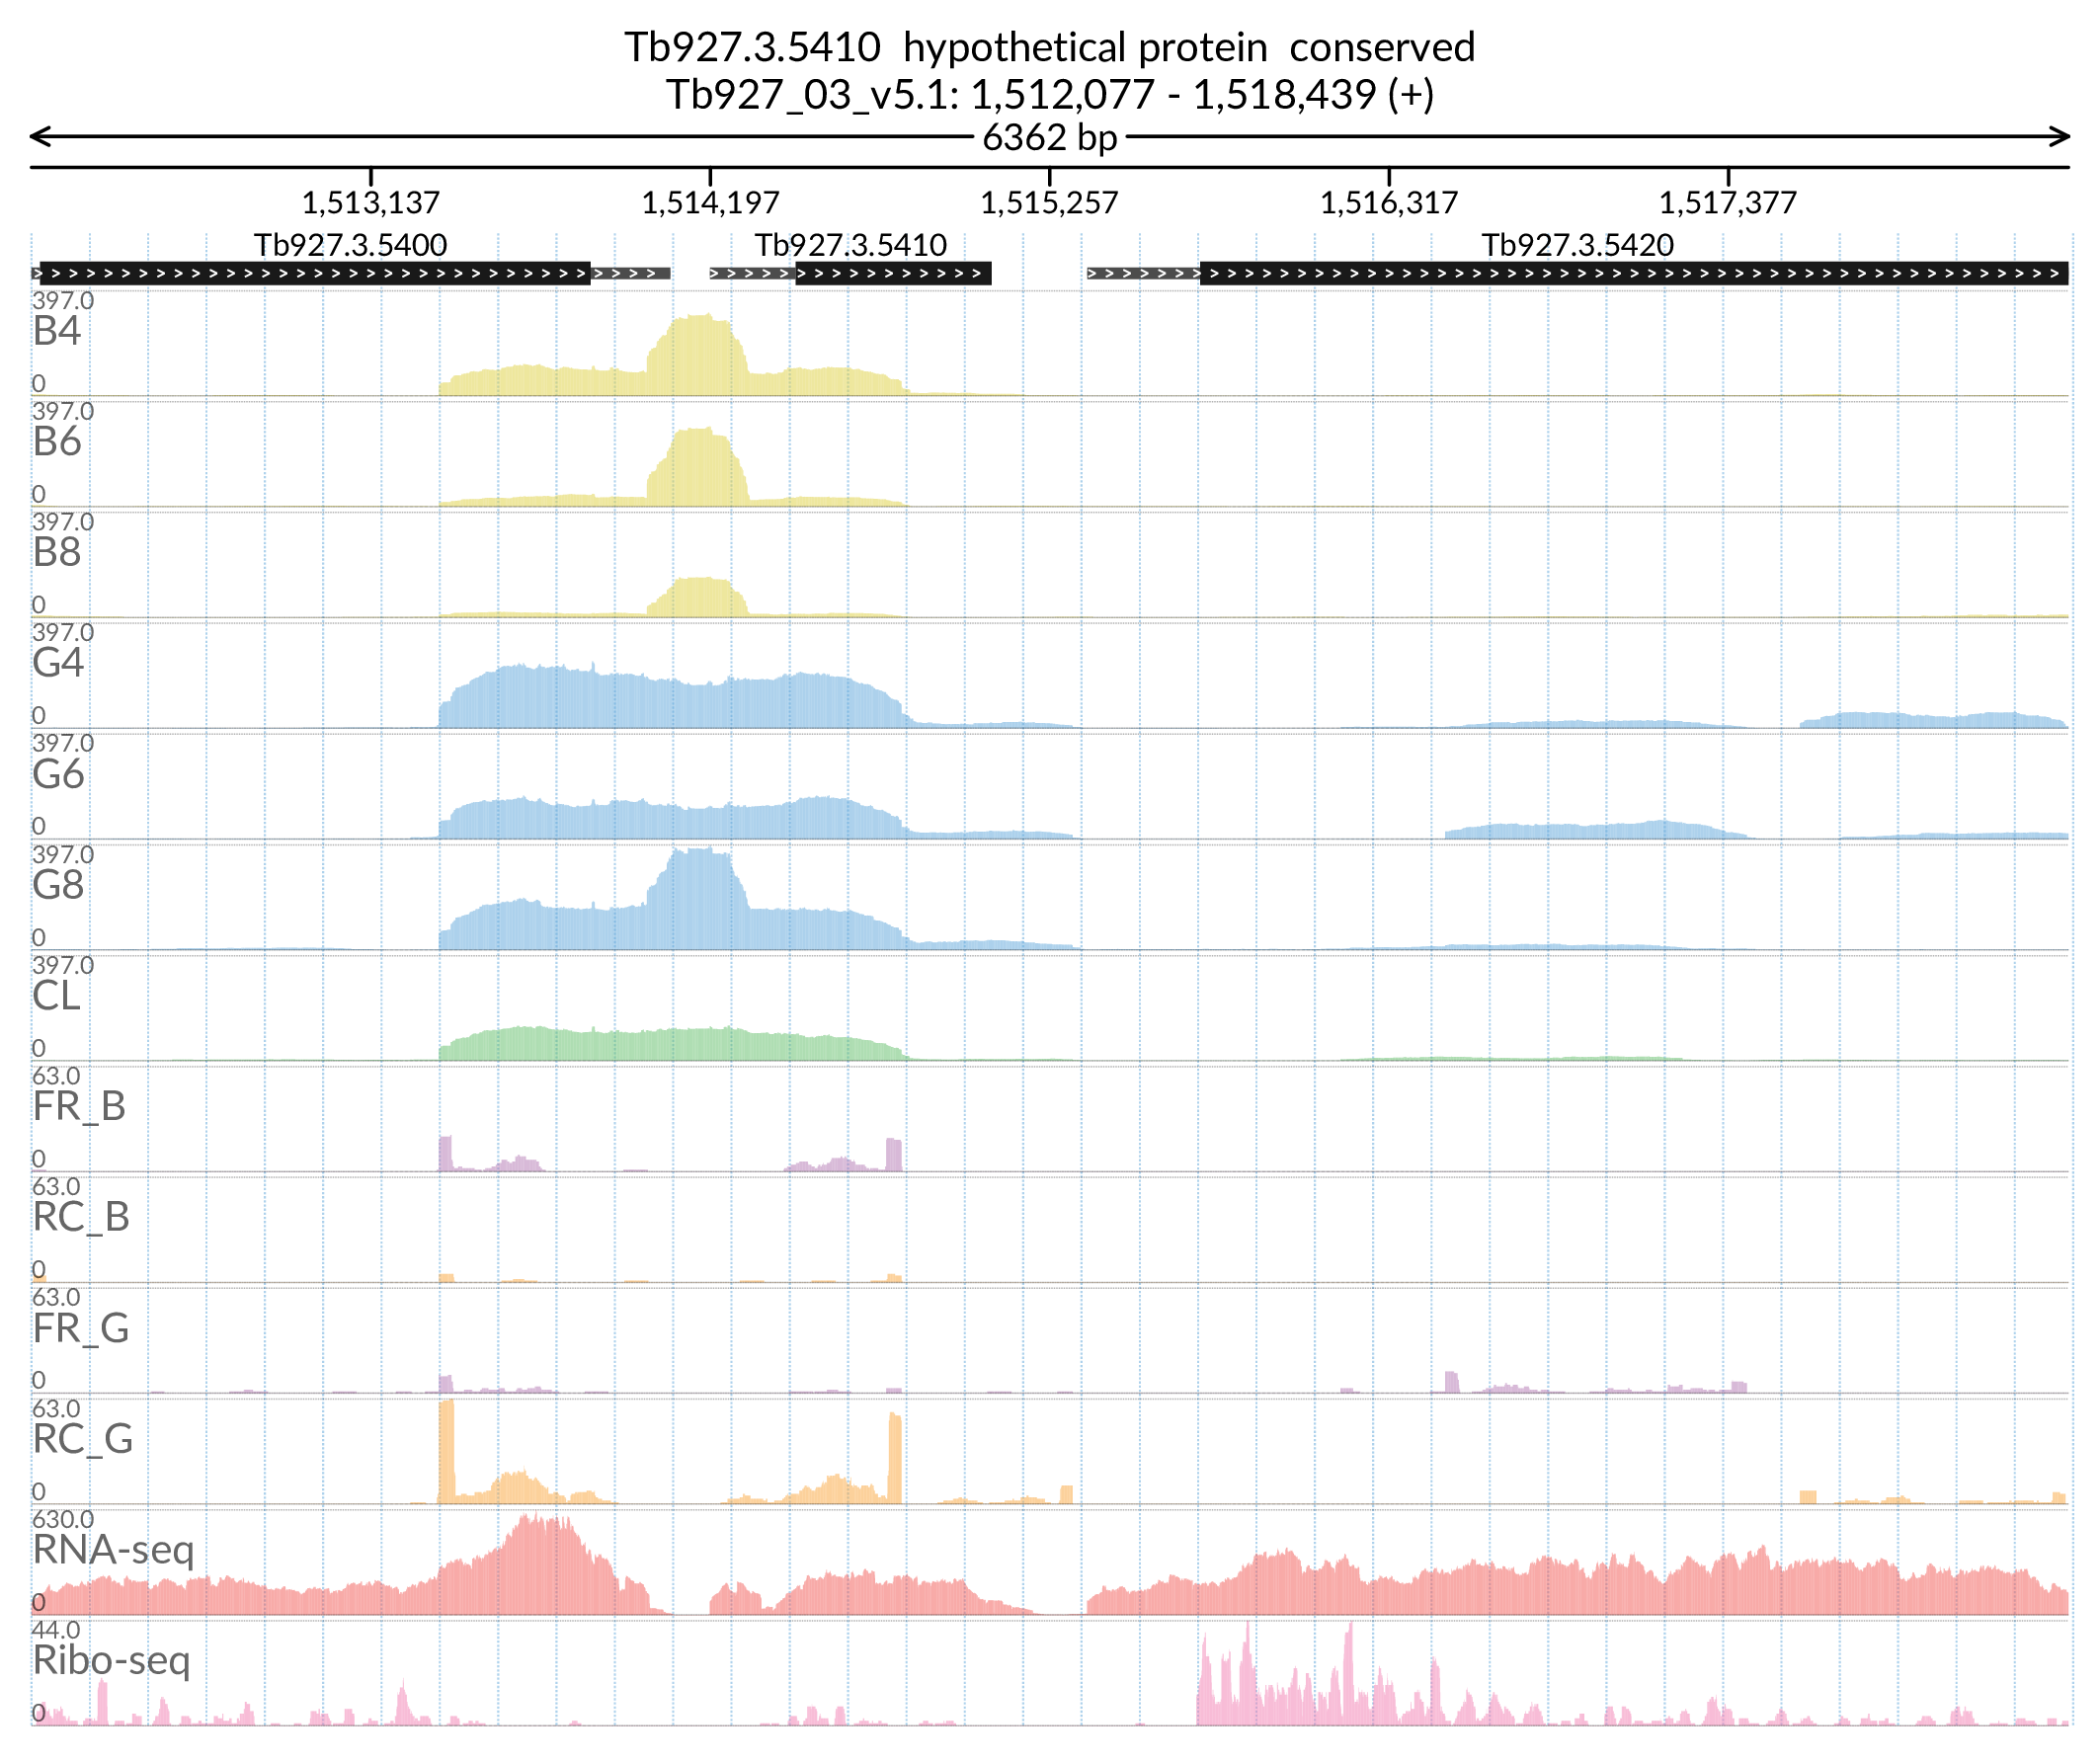 Tb927.3.5410  hypothetical protein  conserved
Tb927_03_v5.1: 1,512,077 - 1,518,439 (+)
6362 bp
1,513,137 1,514,197 1,515,257 1,516,317 1,517,377
Tb927.3.5400 Tb927.3.5410 Tb927.3.5420
397.0
B4
0
397.0
B6
0
397.0
B8
0
397.0
G4
0
397.0
G6
0
397.0
G8
0
397.0
CL
0
63.0
FR_B
0
63.0
RC_B
0
63.0
FR_G
0
63.0
RC_G
0
630.0
RNA-seq
0
44.0
Ribo-seq
0